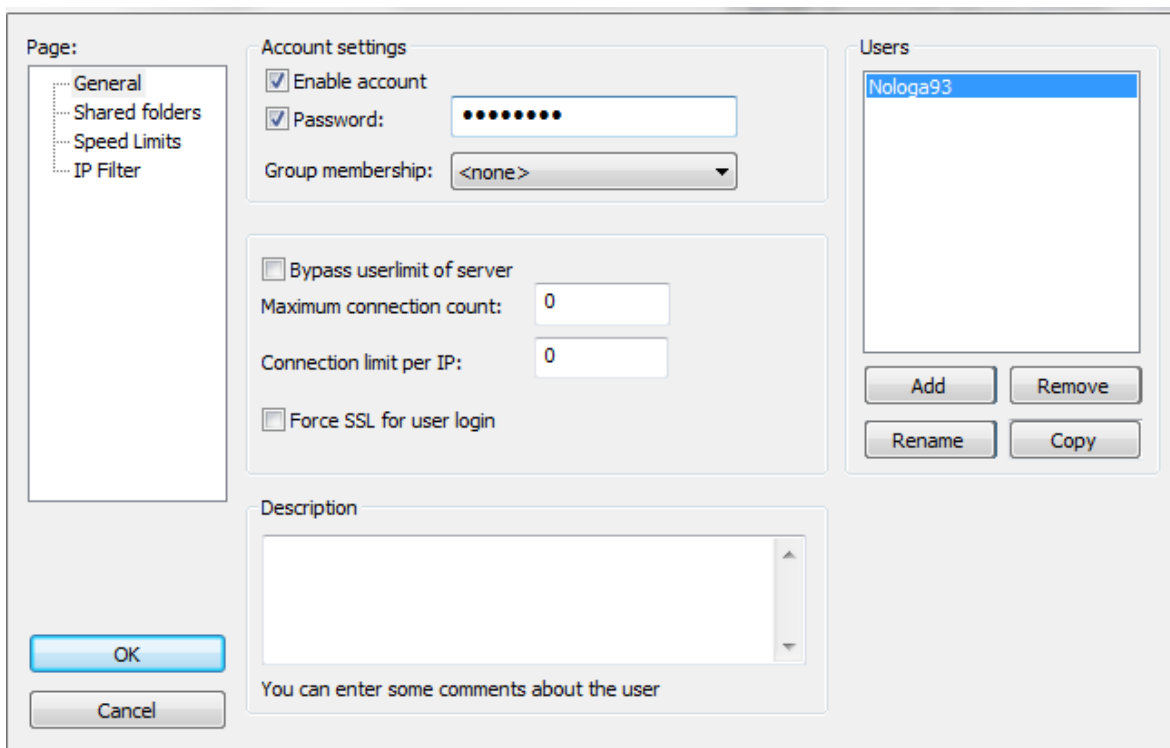 Page:
General
Shared folders
Speed Limits
IP Filter
OK
Cancel
Account settings
Enable account
Password: ••••••••
Group membership: <none>
Bypass userlimit of server
Maximum connection count: 0
Connection limit per IP: 0
Force SSL for user login
Description
You can enter some comments about the user
Users
Nologa93
Add Remove
Rename Copy